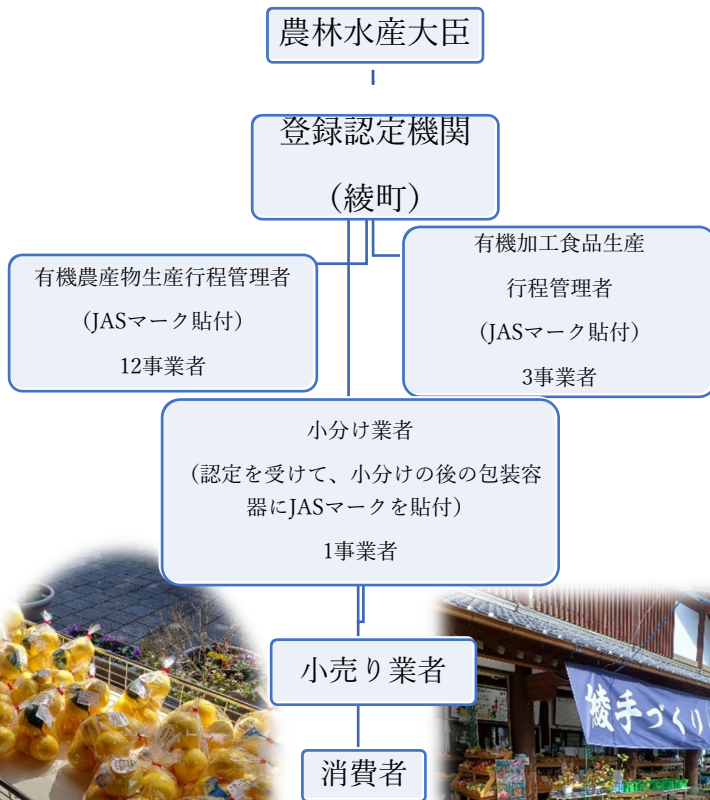 農林水産大臣
登録認定機関
（綾町）
有機農産物生産行程管理者
（JASマーク貼付）
12事業者
有機加工食品生産
行程管理者
（JASマーク貼付）
3事業者
小分け業者
（認定を受けて、小分けの後の包装容
器にJASマークを貼付）
1事業者
小売り業者
消費者
綾手づくり